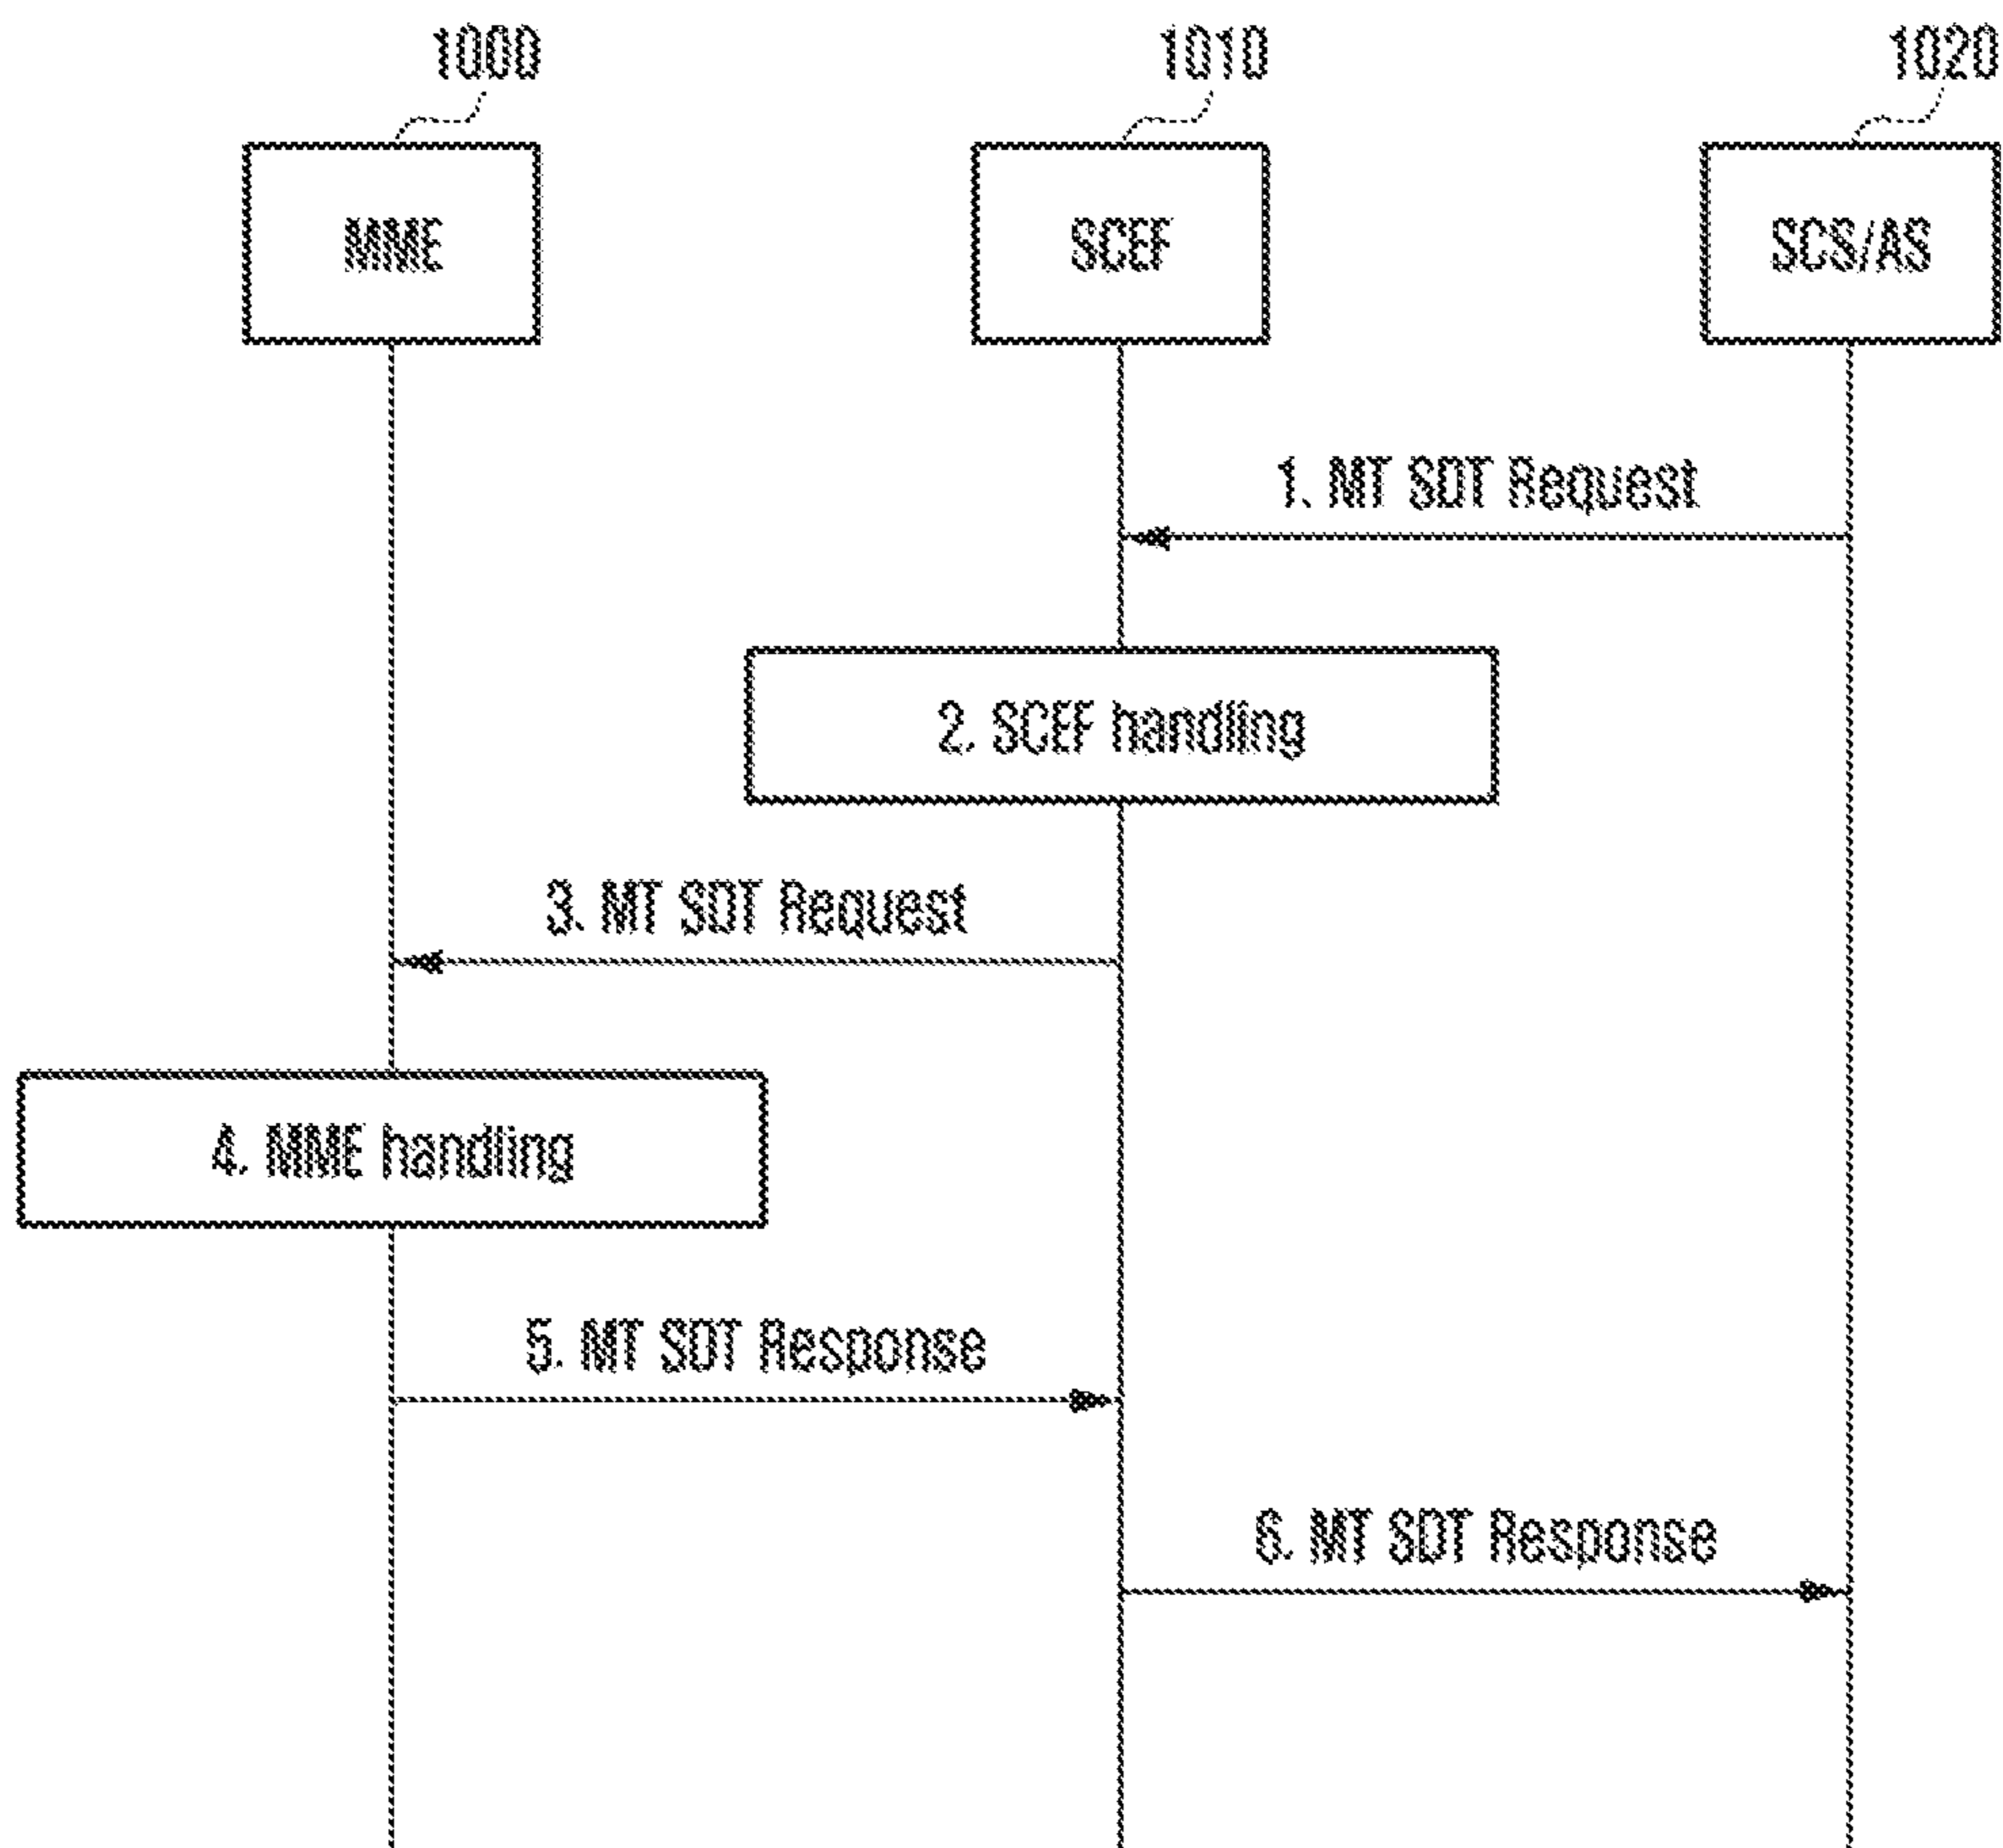 1000
1010
1020
MME
SCEF
SCS/AS
1. MT SDT Request
2. SCEF handling
3. MT SDT Request
4. MME handling
5. MT SDT Response
6. MT SDT Response